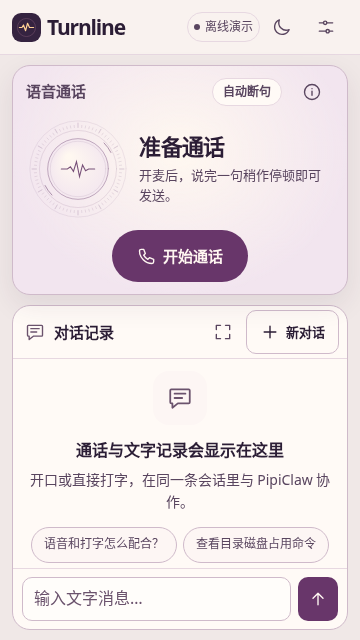 Turnline
离线演示
语音通话
自动断句
准备通话
开麦后，说完一句稍作停顿即可
发送。
开始通话
对话记录
新对话
通话与文字记录会显示在这里
开口或直接打字，在同一条会话里与 PipiClaw 协
作。
语音和打字怎么配合？
查看目录磁盘占用命令
输入文字消息...